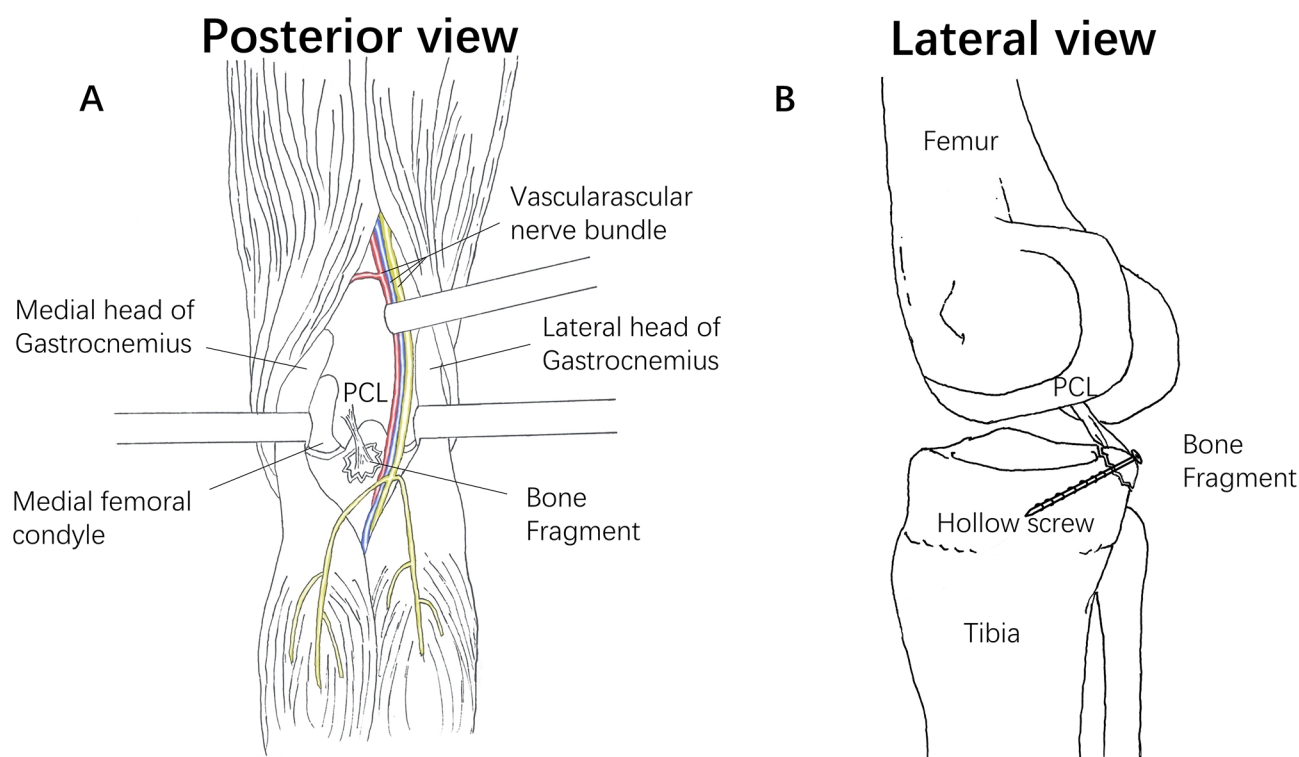 Posterior view
Lateral view
A
B
Femur
Vascularascular
nerve bundle
Medial head of
Gastrocnemius
Lateral head of
Gastrocnemius
PCL
PCL
Medial femoral
condyle
Bone
Fragment
Bone
Fragment
Hollow screw
Tibia